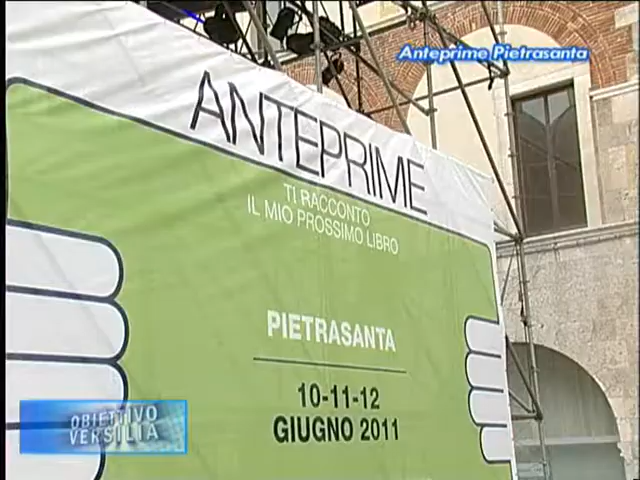 Anteprime Pietrasanta
ANTEPRIME
TI RACCONTO
IL MIO PROSSIMO LIBRO
PIETRASANTA
10-11-12
GIUGNO 2011
OBIETTIVO
VERSILIA